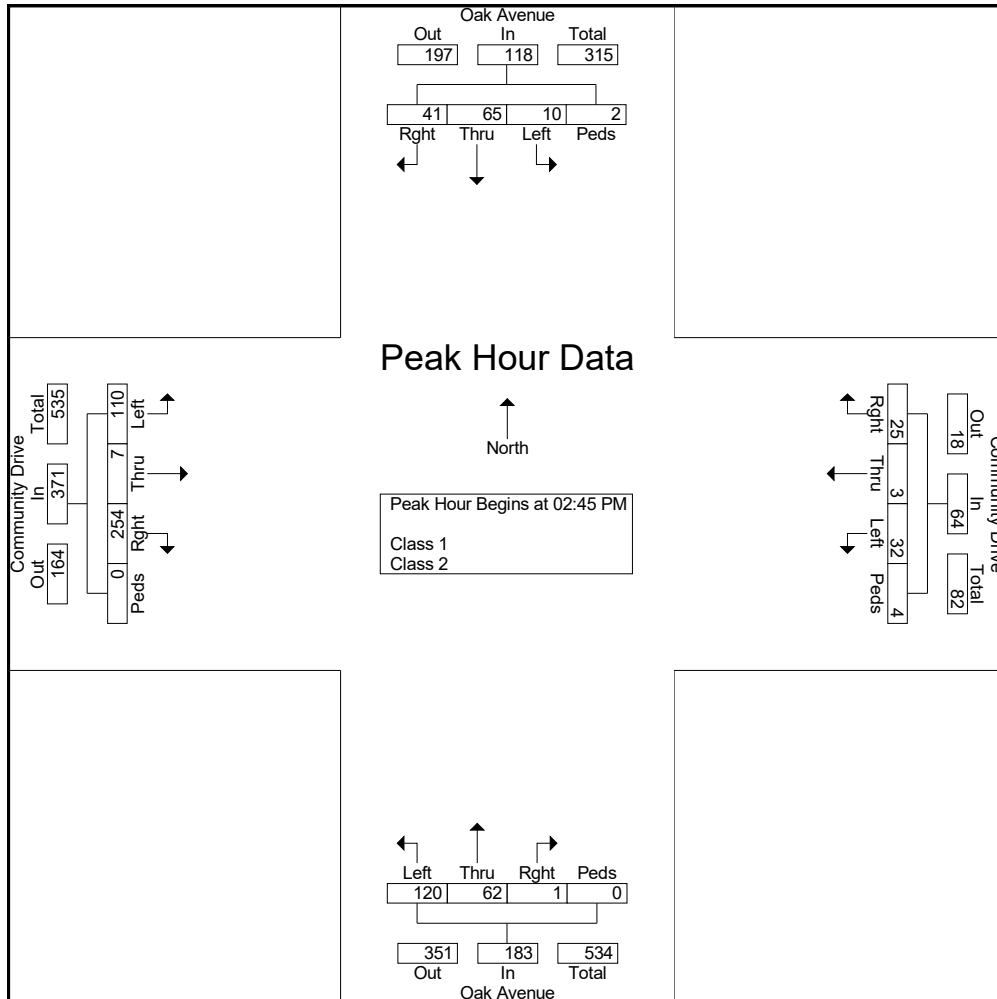 Oak Avenue
Out In Total
197 118 315
41 65 10 2
Rght Thru Left Peds
Peak Hour Data
North
Peak Hour Begins at 02:45 PM
Class 1
Class 2
Community Drive
Out In Total
164 371 535
110 7 254 0
Left Thru Rght Peds
Community Drive
Out In Total
18 64 82
25 3 32 4
Rght Thru Left Peds
Left Thru Rght Peds
120 62 1 0
351 183 534
Out In Total
Oak Avenue